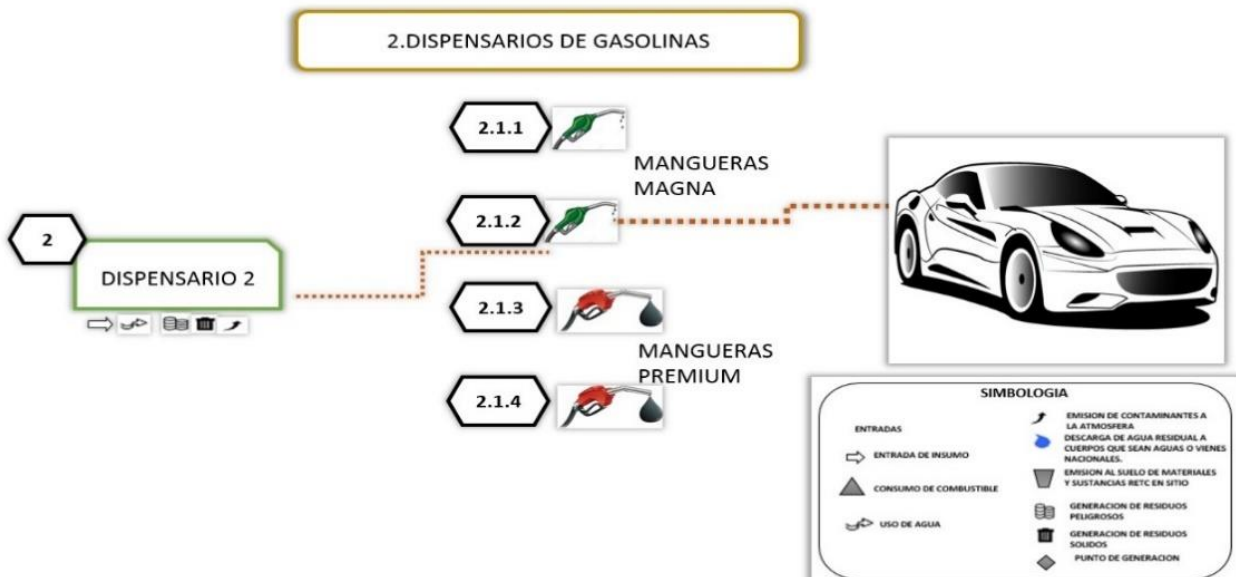 2.DISPENSARIOS DE GASOLINAS
2.1.1
MANGUERAS
MAGNA
2.1.2
2
DISPENSARIO 2
2.1.3
MANGUERAS
PREMIUM
2.1.4
SIMBOLOGIA
ENTRADAS
ENTRADA DE INSUMO
CONSUMO DE COMBUSTIBLE
USO DE AGUA
EMISION DE CONTAMINANTES A
LA ATMOSFERA
DESCARGA DE AGUA RESIDUAL A
CUERPOS QUE SEAN AGUAS O VIENES
NACIONALES.
EMISION AL SUELO DE MATERIALES
Y SUSTANCIAS RETC EN SITIO
GENERACION DE RESIDUOS
PELIGROSOS
GENERACION DE RESIDUOS
SOLIDOS
PUNTO DE GENERACION